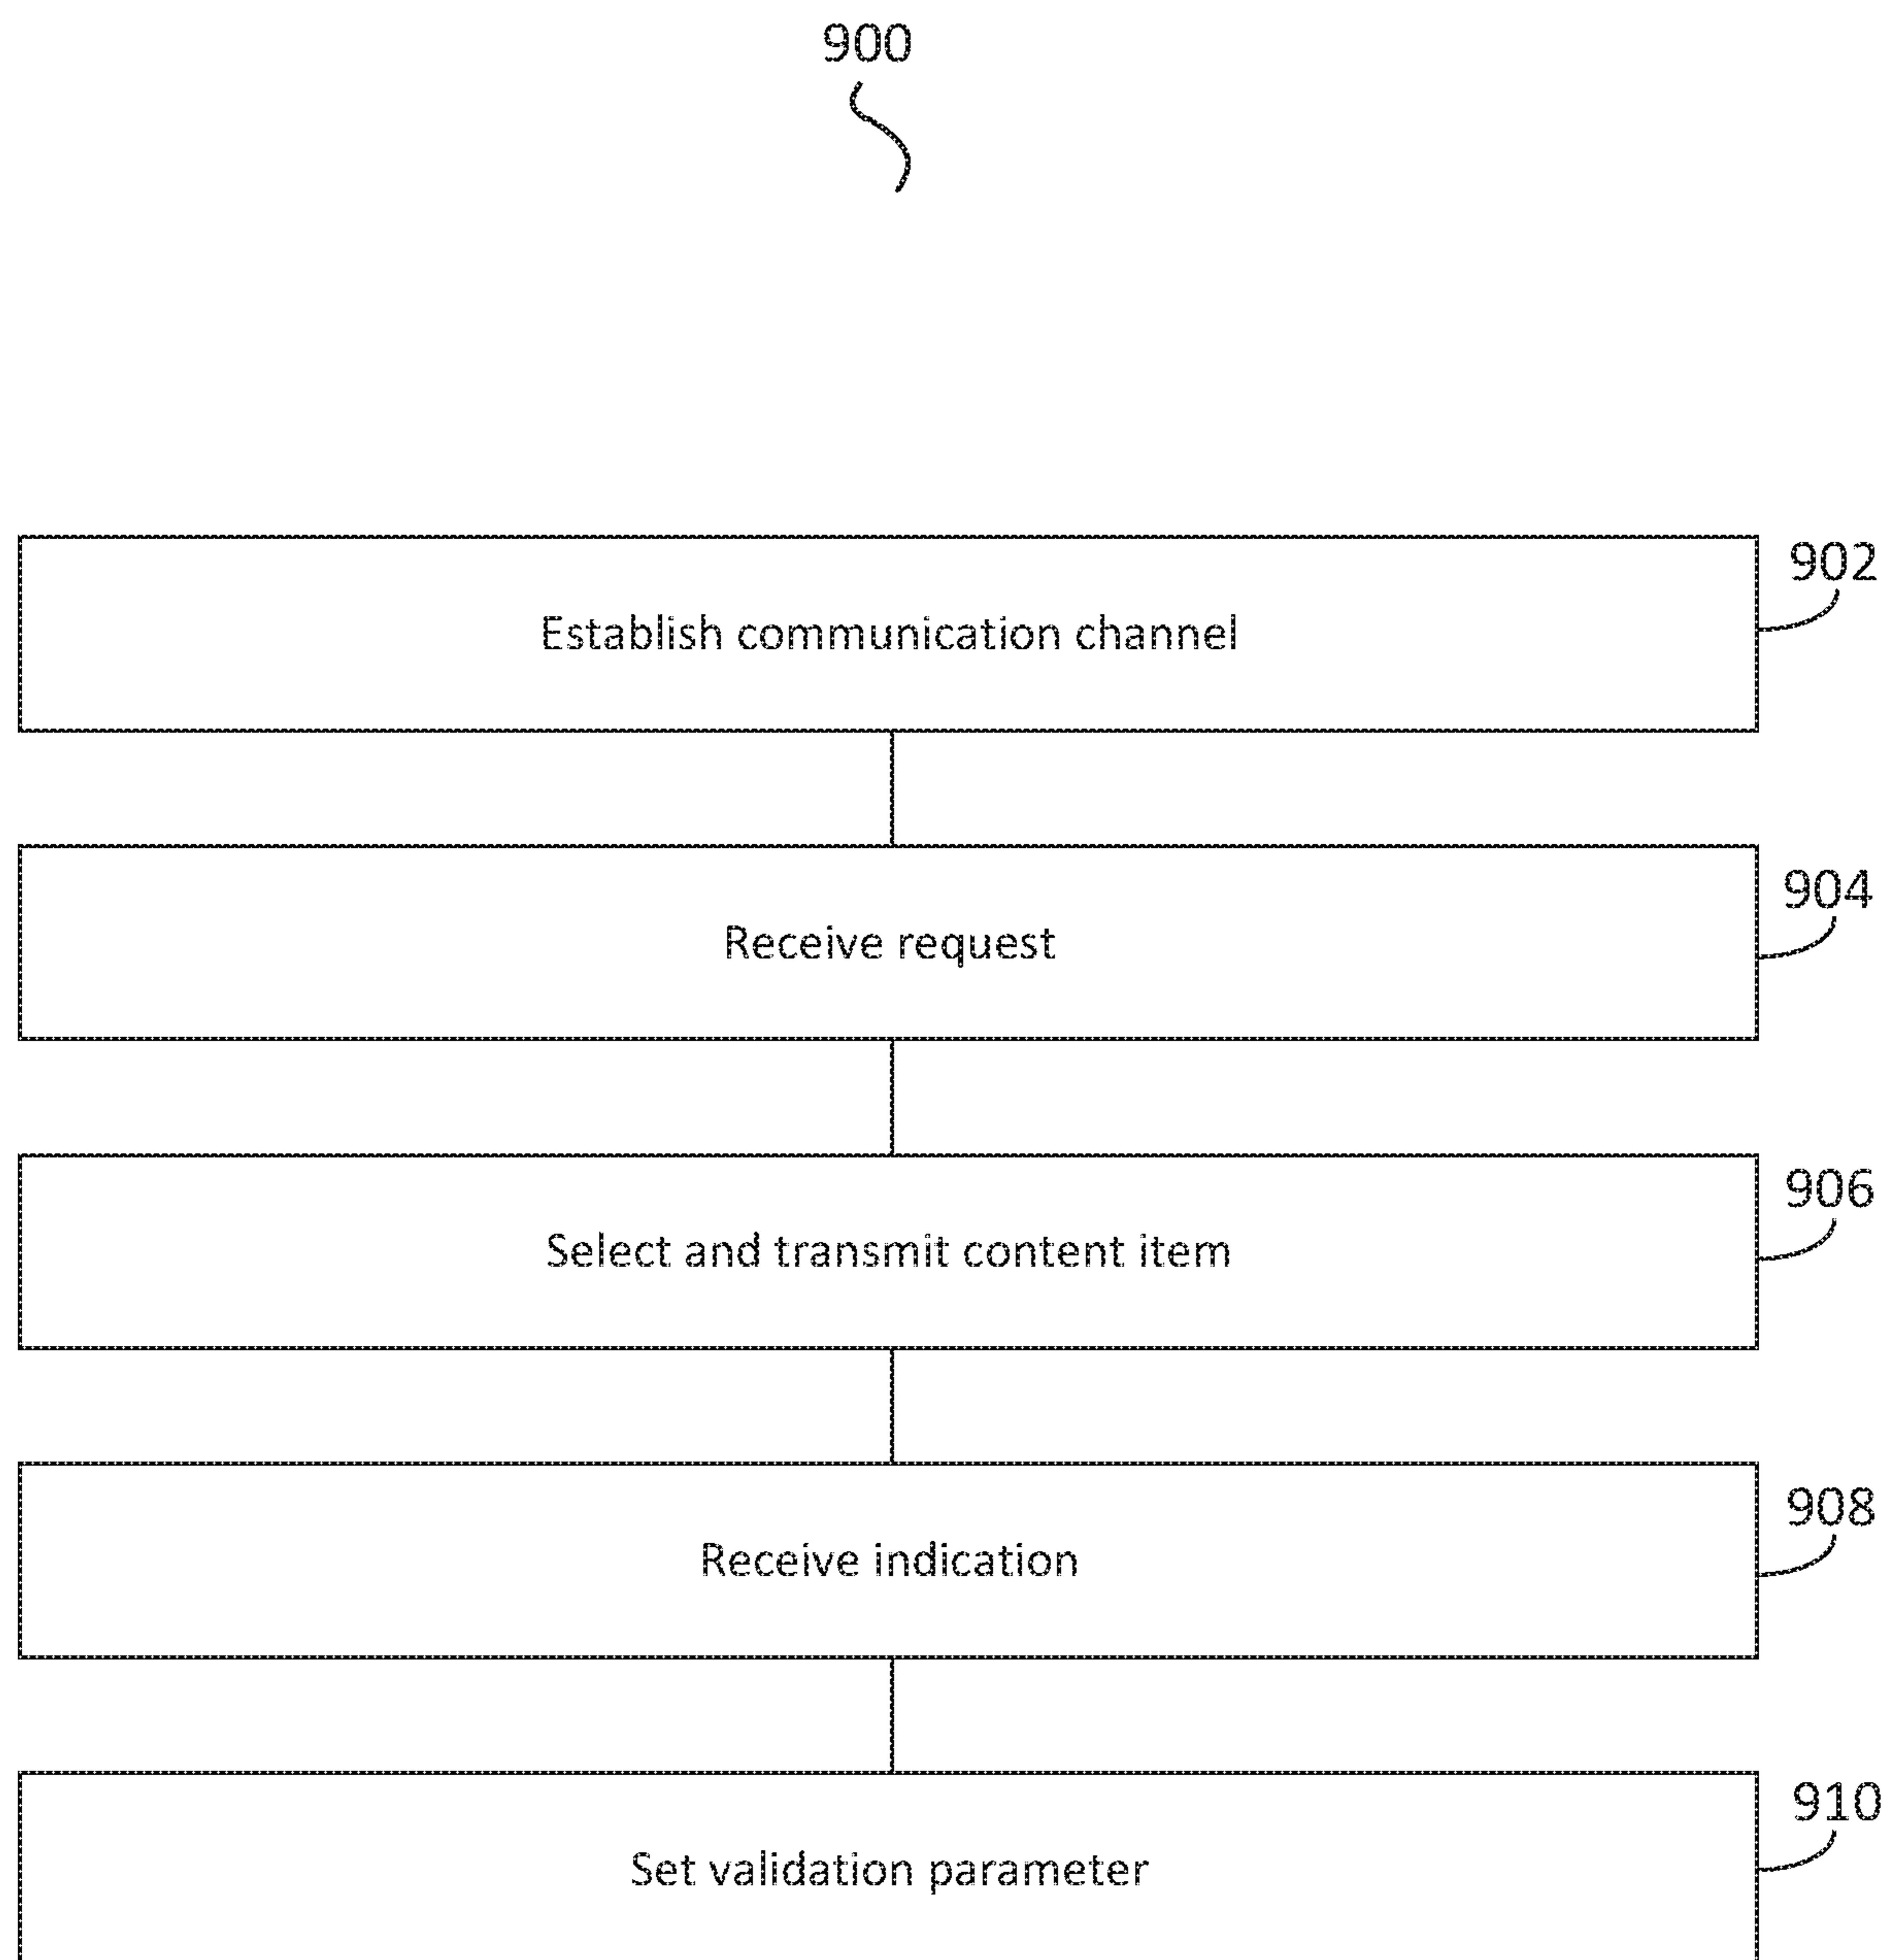 900
Establish communication channel
902
Receive request
904
Select and transmit content item
906
Receive indication
908
Set validation parameter
910